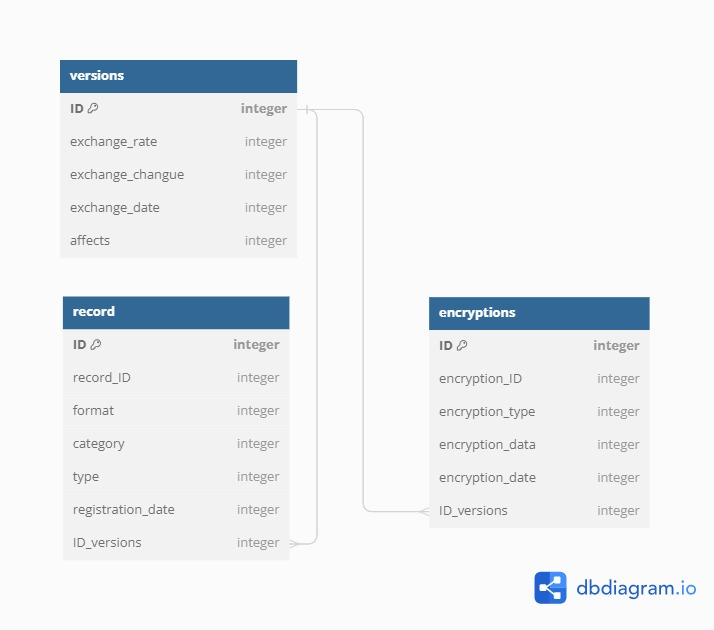 versions
ID integer
exchange_rate integer
exchange_changue integer
exchange_date integer
affects integer
record
ID integer
record_ID integer
format integer
category integer
type integer
registration_date integer
ID_versions integer
encryptions
ID integer
encryption_ID integer
encryption_type integer
encryption_data integer
encryption_date integer
ID_versions integer
dbdiagram.io